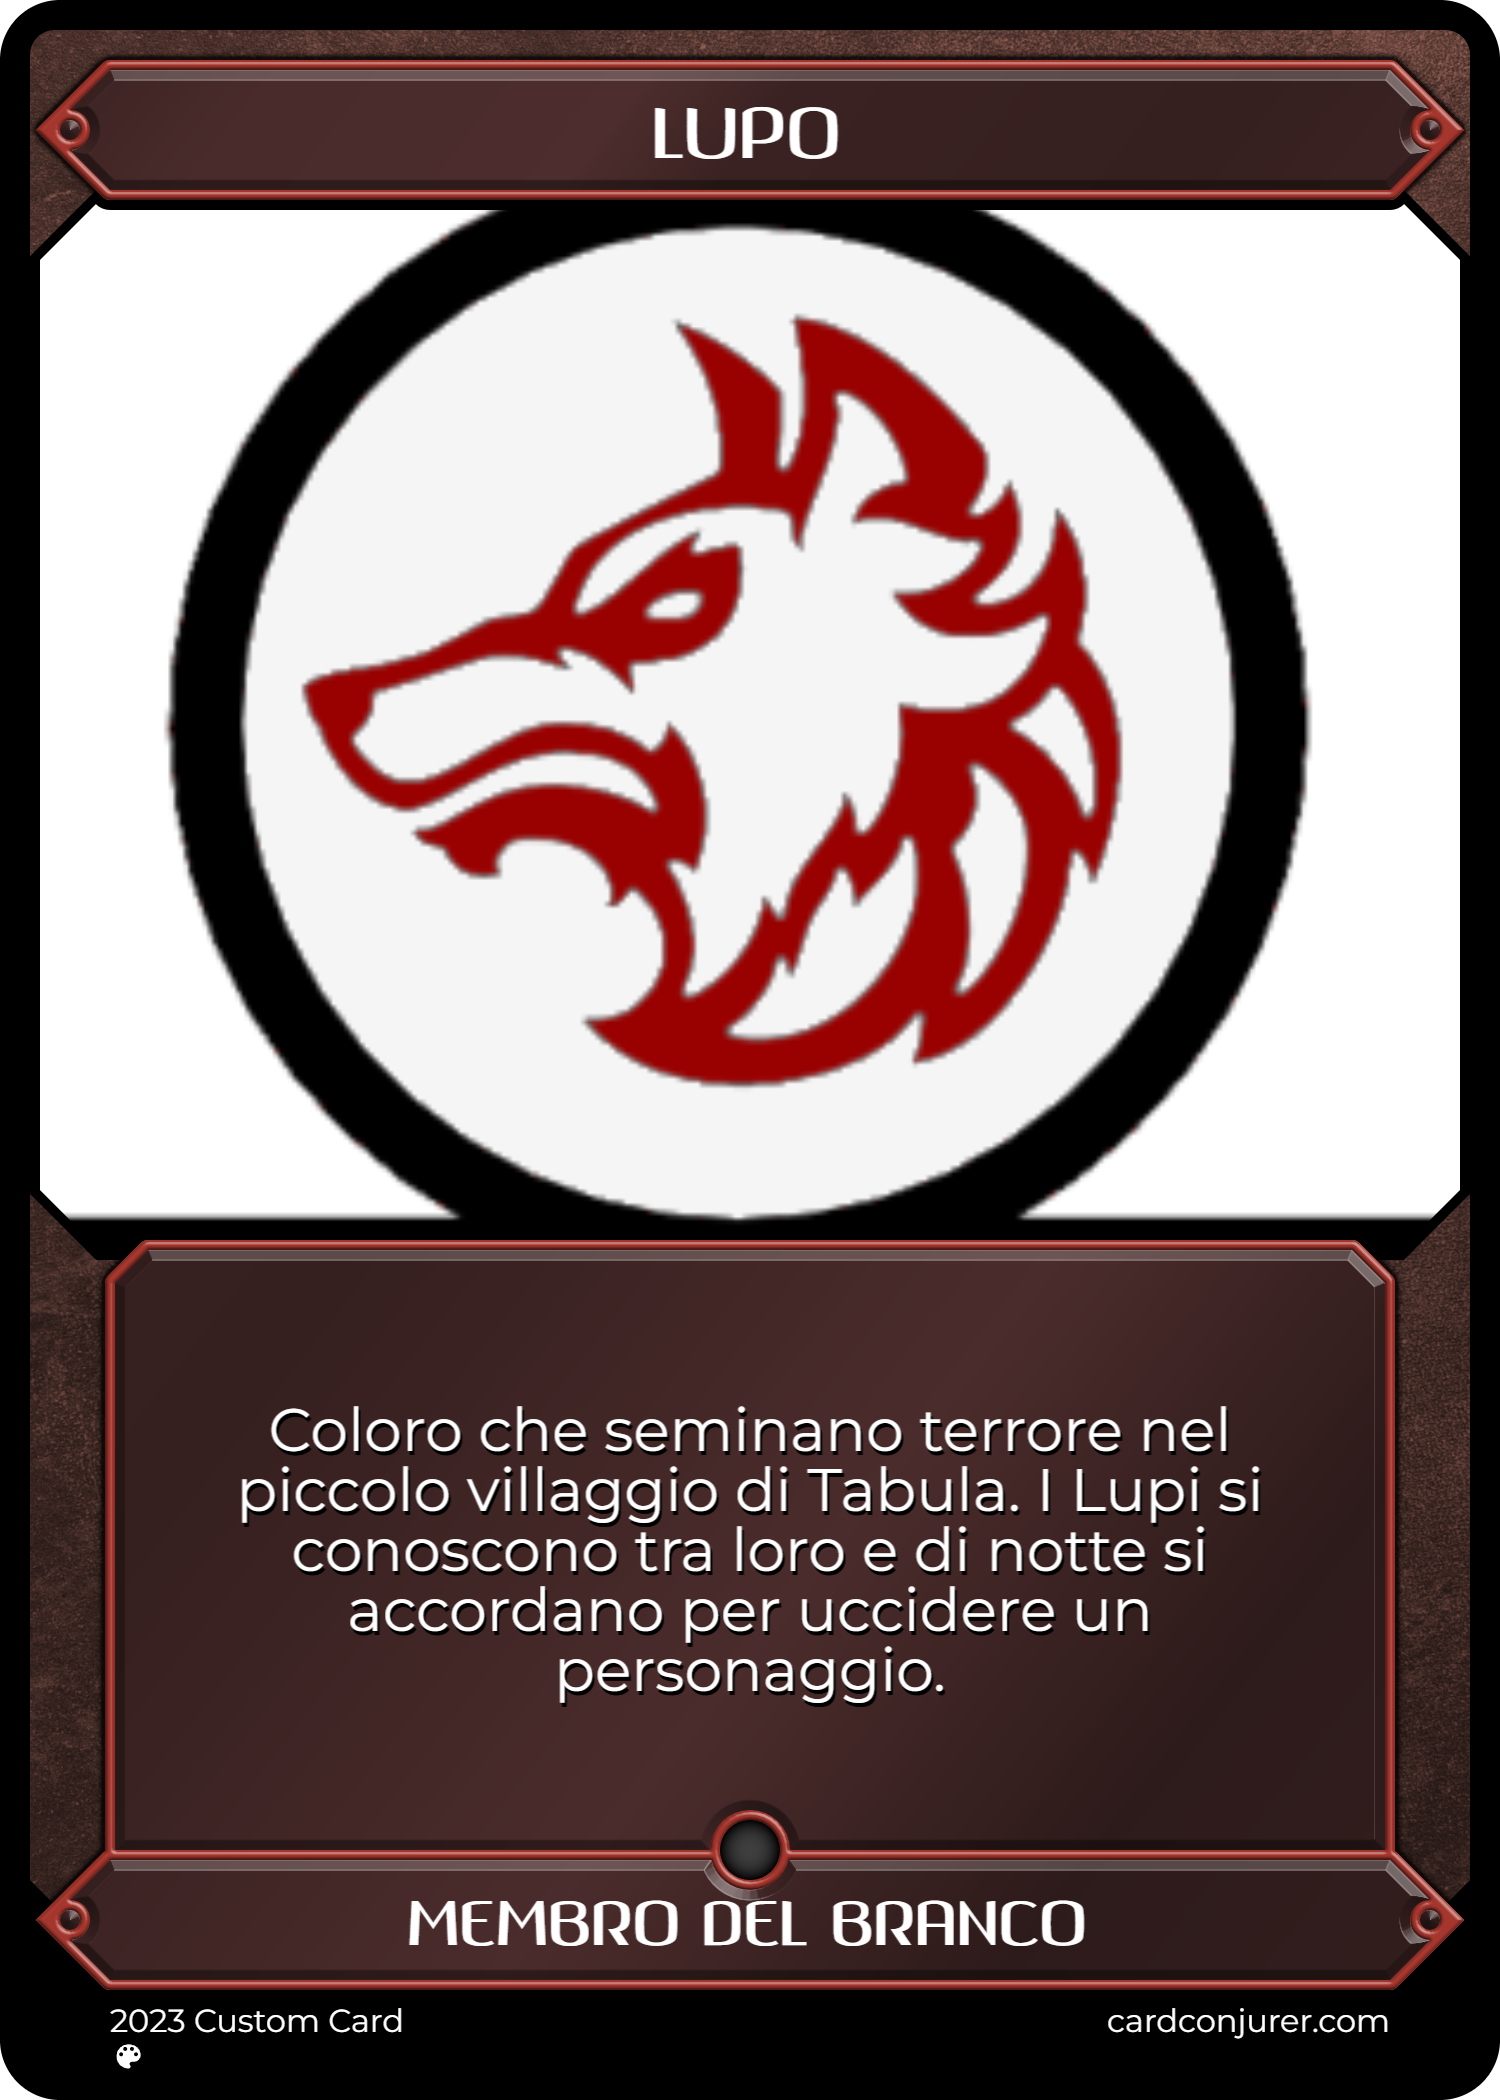 LUPO
Coloro che seminano terrore nel
piccolo villaggio di Tabula. I Lupi si
conoscono tra loro e di notte si
accordano per uccidere un
personaggio.
MEMBRO DEL BRANCO
2023 Custom Card
cardconjurer.com